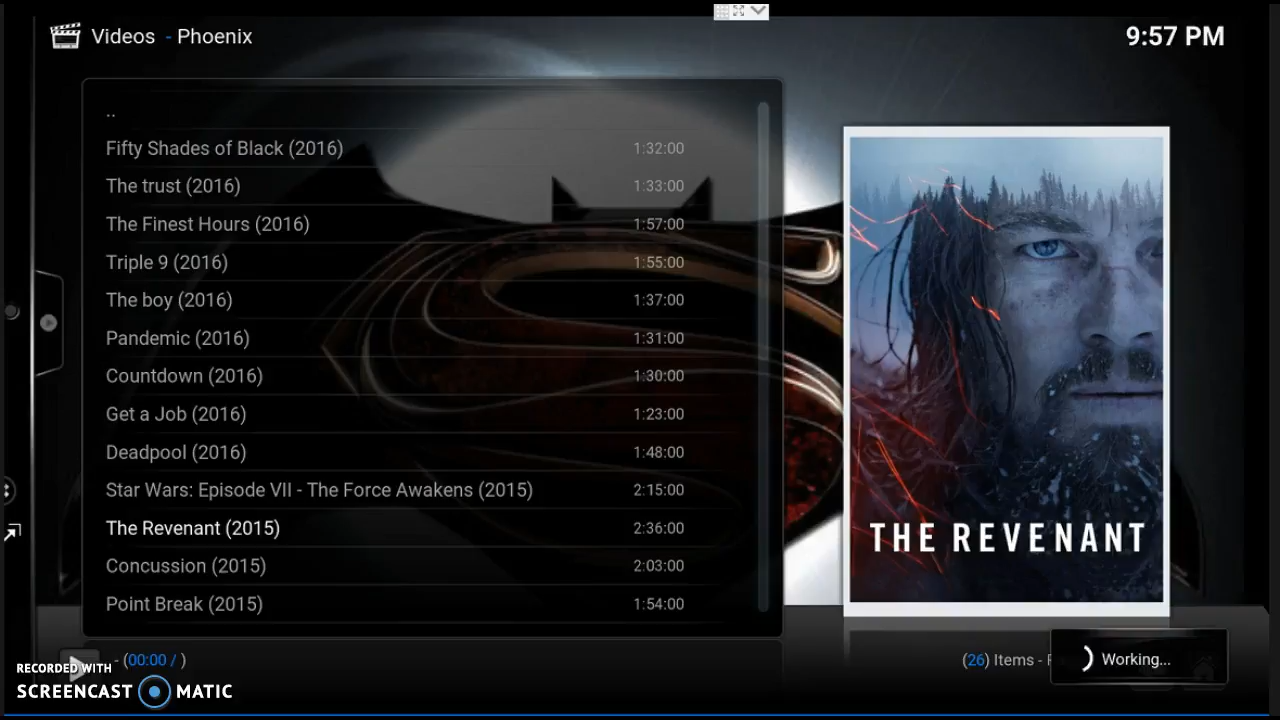 Videos - Phoenix
9:57 PM
..
Fifty Shades of Black (2016) 1:32:00
The trust (2016) 1:33:00
The Finest Hours (2016) 1:57:00
Triple 9 (2016) 1:55:00
The boy (2016) 1:37:00
Pandemic (2016) 1:31:00
Countdown (2016) 1:30:00
Get a Job (2016) 1:23:00
Deadpool (2016) 1:48:00
Star Wars: Episode VII - The Force Awakens (2015) 2:15:00
The Revenant (2015) 2:36:00
Concussion (2015) 2:03:00
Point Break (2015) 1:54:00
THE REVENANT
- (00:00 / )
(26) Items -
Working...
RECORDED WITH
SCREENCAST MATIC